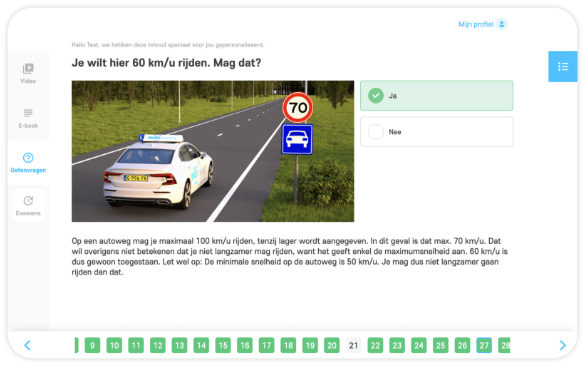 Mijn profiel
Hallo Test, we hebben deze inhoud speciaal voor jou gepersonaliseerd.
Je wilt hier 60 km/u rijden. Mag dat?
Video
E-book
Oefenvragen
Examens
70
Ja
Nee
Op een autoweg mag je maximaal 100 km/u rijden, tenzij lager wordt aangegeven. In dit geval is dat max. 70 km/u. Dat
wil overigens niet betekenen dat je niet langzamer mag rijden, want het geeft enkel de maximumsnelheid aan. 60 km/u is
dus gewoon toegestaan. Let wel op: De minimale snelheid op de autoweg is 50 km/u. Je mag dus niet langzamer gaan
rijden dan dat.
9 10 11 12 13 14 15 16 17 18 19 20 21 22 23 24 25 26 27 28